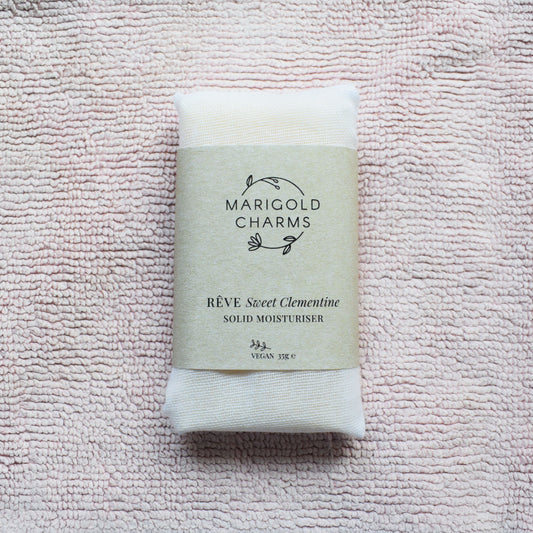 MARIGOLD
CHARMS
RÊVE Sweet Clementine
SOLID MOISTURISER
VEGAN 35g ℮